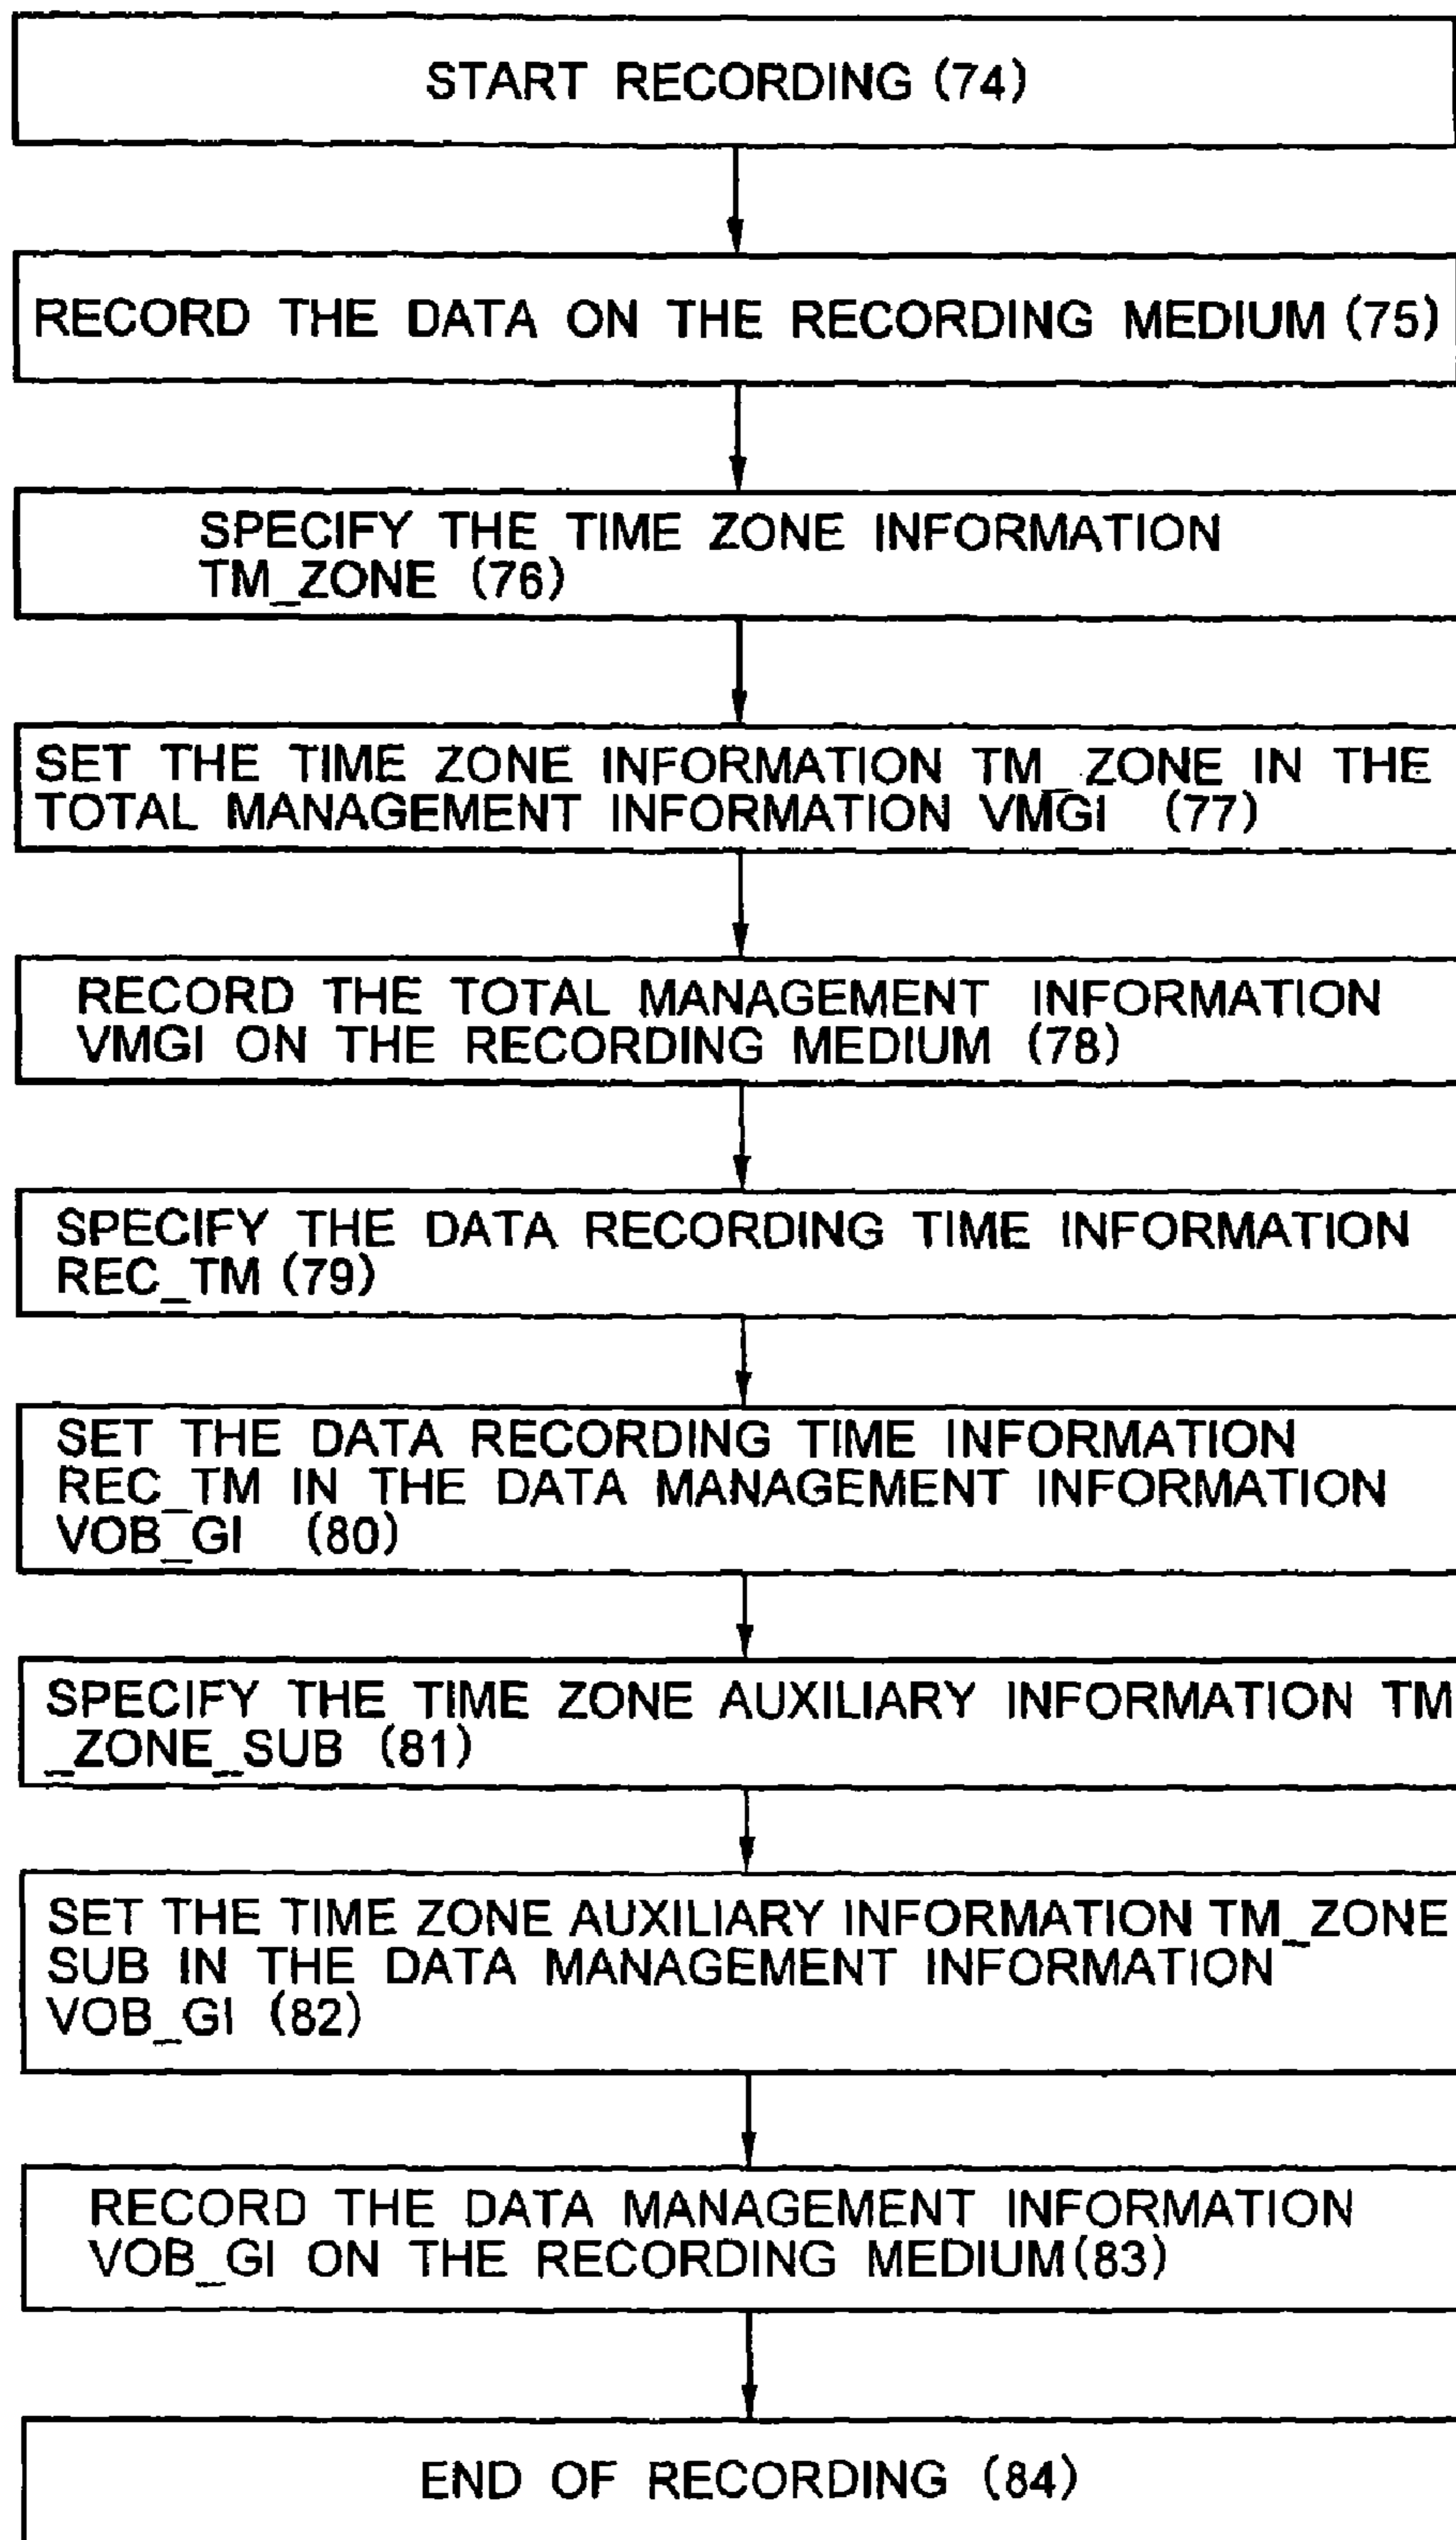 START RECORDING (74)
RECORD THE DATA ON THE RECORDING MEDIUM (75)
SPECIFY THE TIME ZONE INFORMATION
TM_ZONE (76)
SET THE TIME ZONE INFORMATION TM_ZONE IN THE
TOTAL MANAGEMENT INFORMATION VMGI (77)
RECORD THE TOTAL MANAGEMENT INFORMATION
VMGI ON THE RECORDING MEDIUM (78)
SPECIFY THE DATA RECORDING TIME INFORMATION
REC_TM (79)
SET THE DATA RECORDING TIME INFORMATION
REC_TM IN THE DATA MANAGEMENT INFORMATION
VOB_GI (80)
SPECIFY THE TIME ZONE AUXILIARY INFORMATION TM
_ZONE_SUB (81)
SET THE TIME ZONE AUXILIARY INFORMATION TM_ZONE
SUB IN THE DATA MANAGEMENT INFORMATION
VOB_GI (82)
RECORD THE DATA MANAGEMENT INFORMATION
VOB_GI ON THE RECORDING MEDIUM(83)
END OF RECORDING (84)